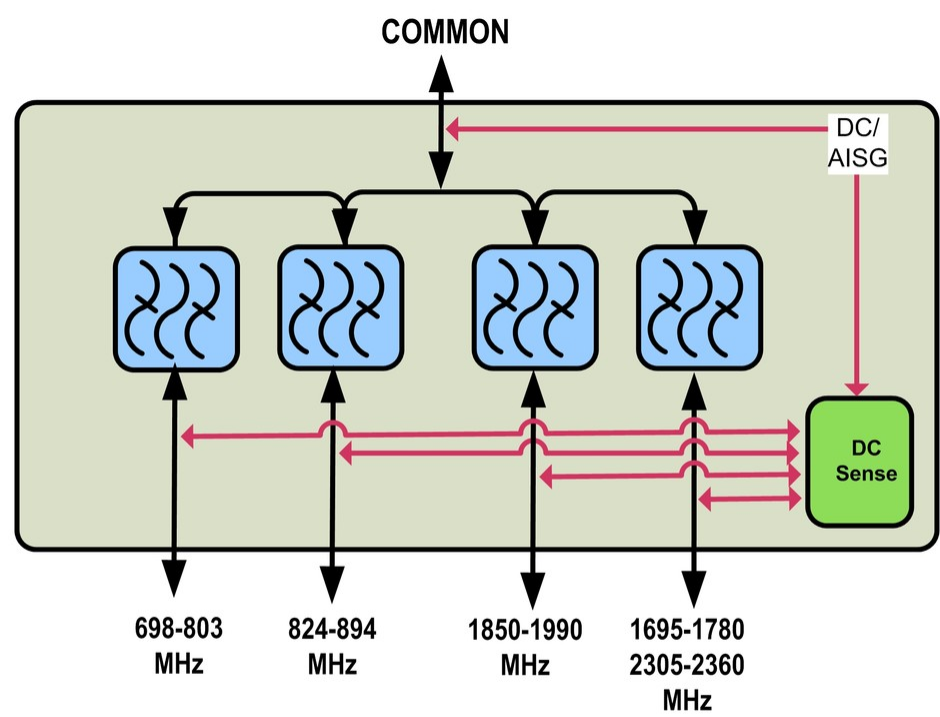 COMMON
DC/
AISG
DC
Sense
698-803
MHz
824-894
MHz
1850-1990
MHz
1695-1780
2305-2360
MHz